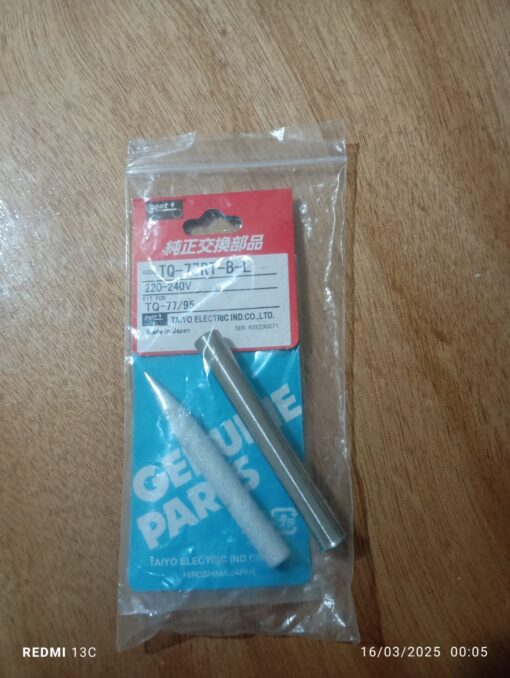 goot
純正交換部品
MODEL TQ-77RT-B-L
220-240V
FIT FOR
TQ-77/95
goot TAIYO ELECTRIC IND.CO.,LTD.
Made in Japan
GENUINE
PARTS
TAIYO ELECTRIC IND CO
HIROSHIMA JAPAN
REDMI 13C
16/03/2025 00:05